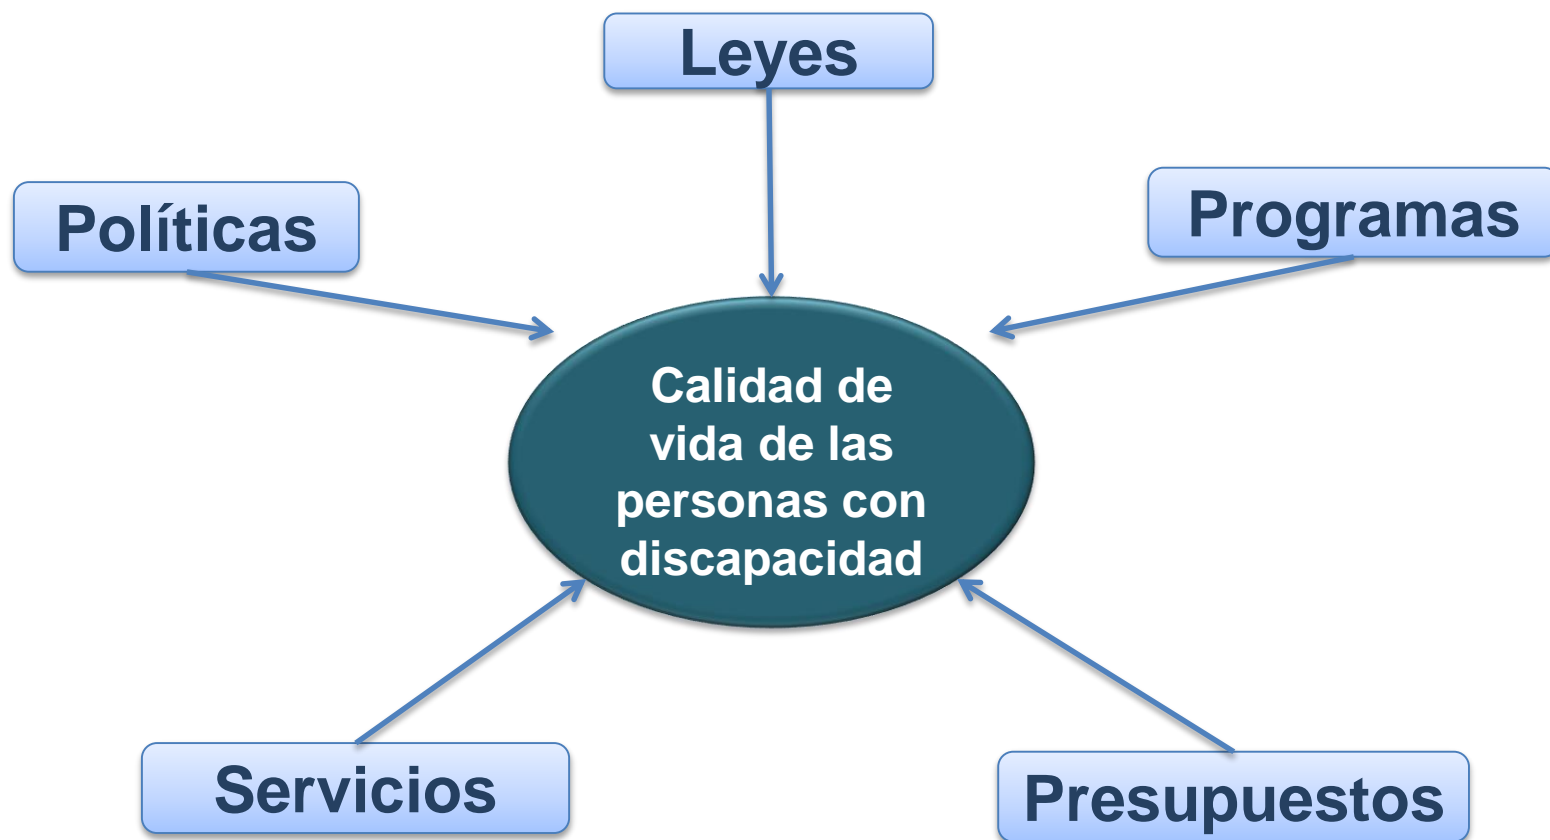 Leyes
Políticas
Programas
Calidad de
vida de las
personas con
discapacidad
Servicios
Presupuestos